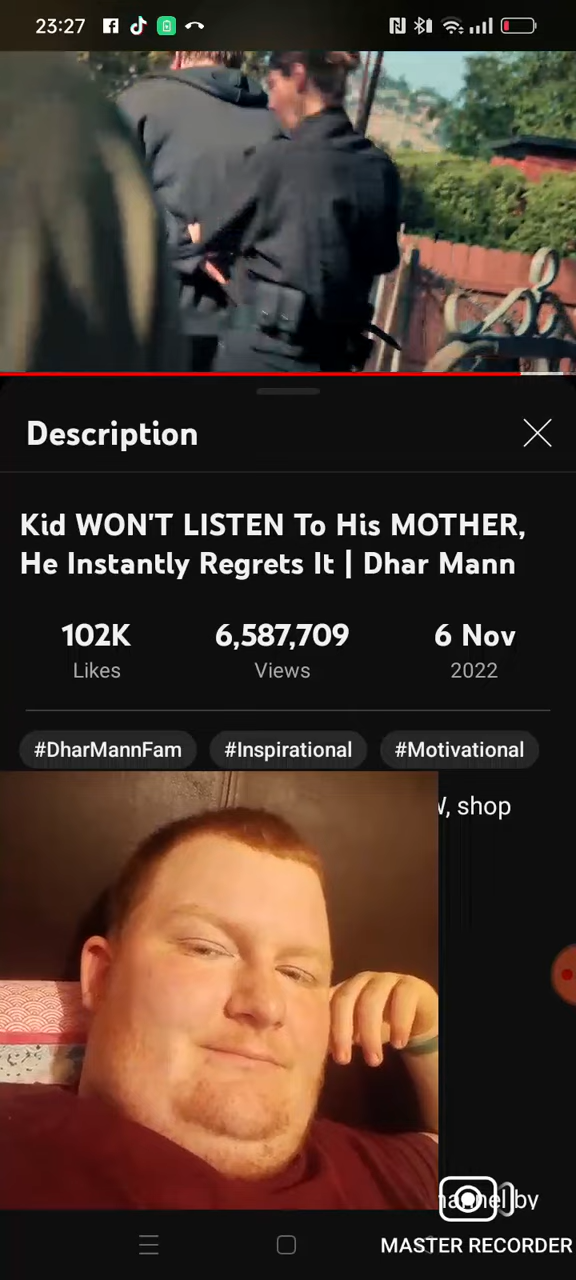 23:27
Description
Kid WON'T LISTEN To His MOTHER,
He Instantly Regrets It | Dhar Mann
102K 6,587,709 6 Nov
Likes Views 2022
#DharMannFam #Inspirational #Motivational
shop
by
MASTER RECORDER